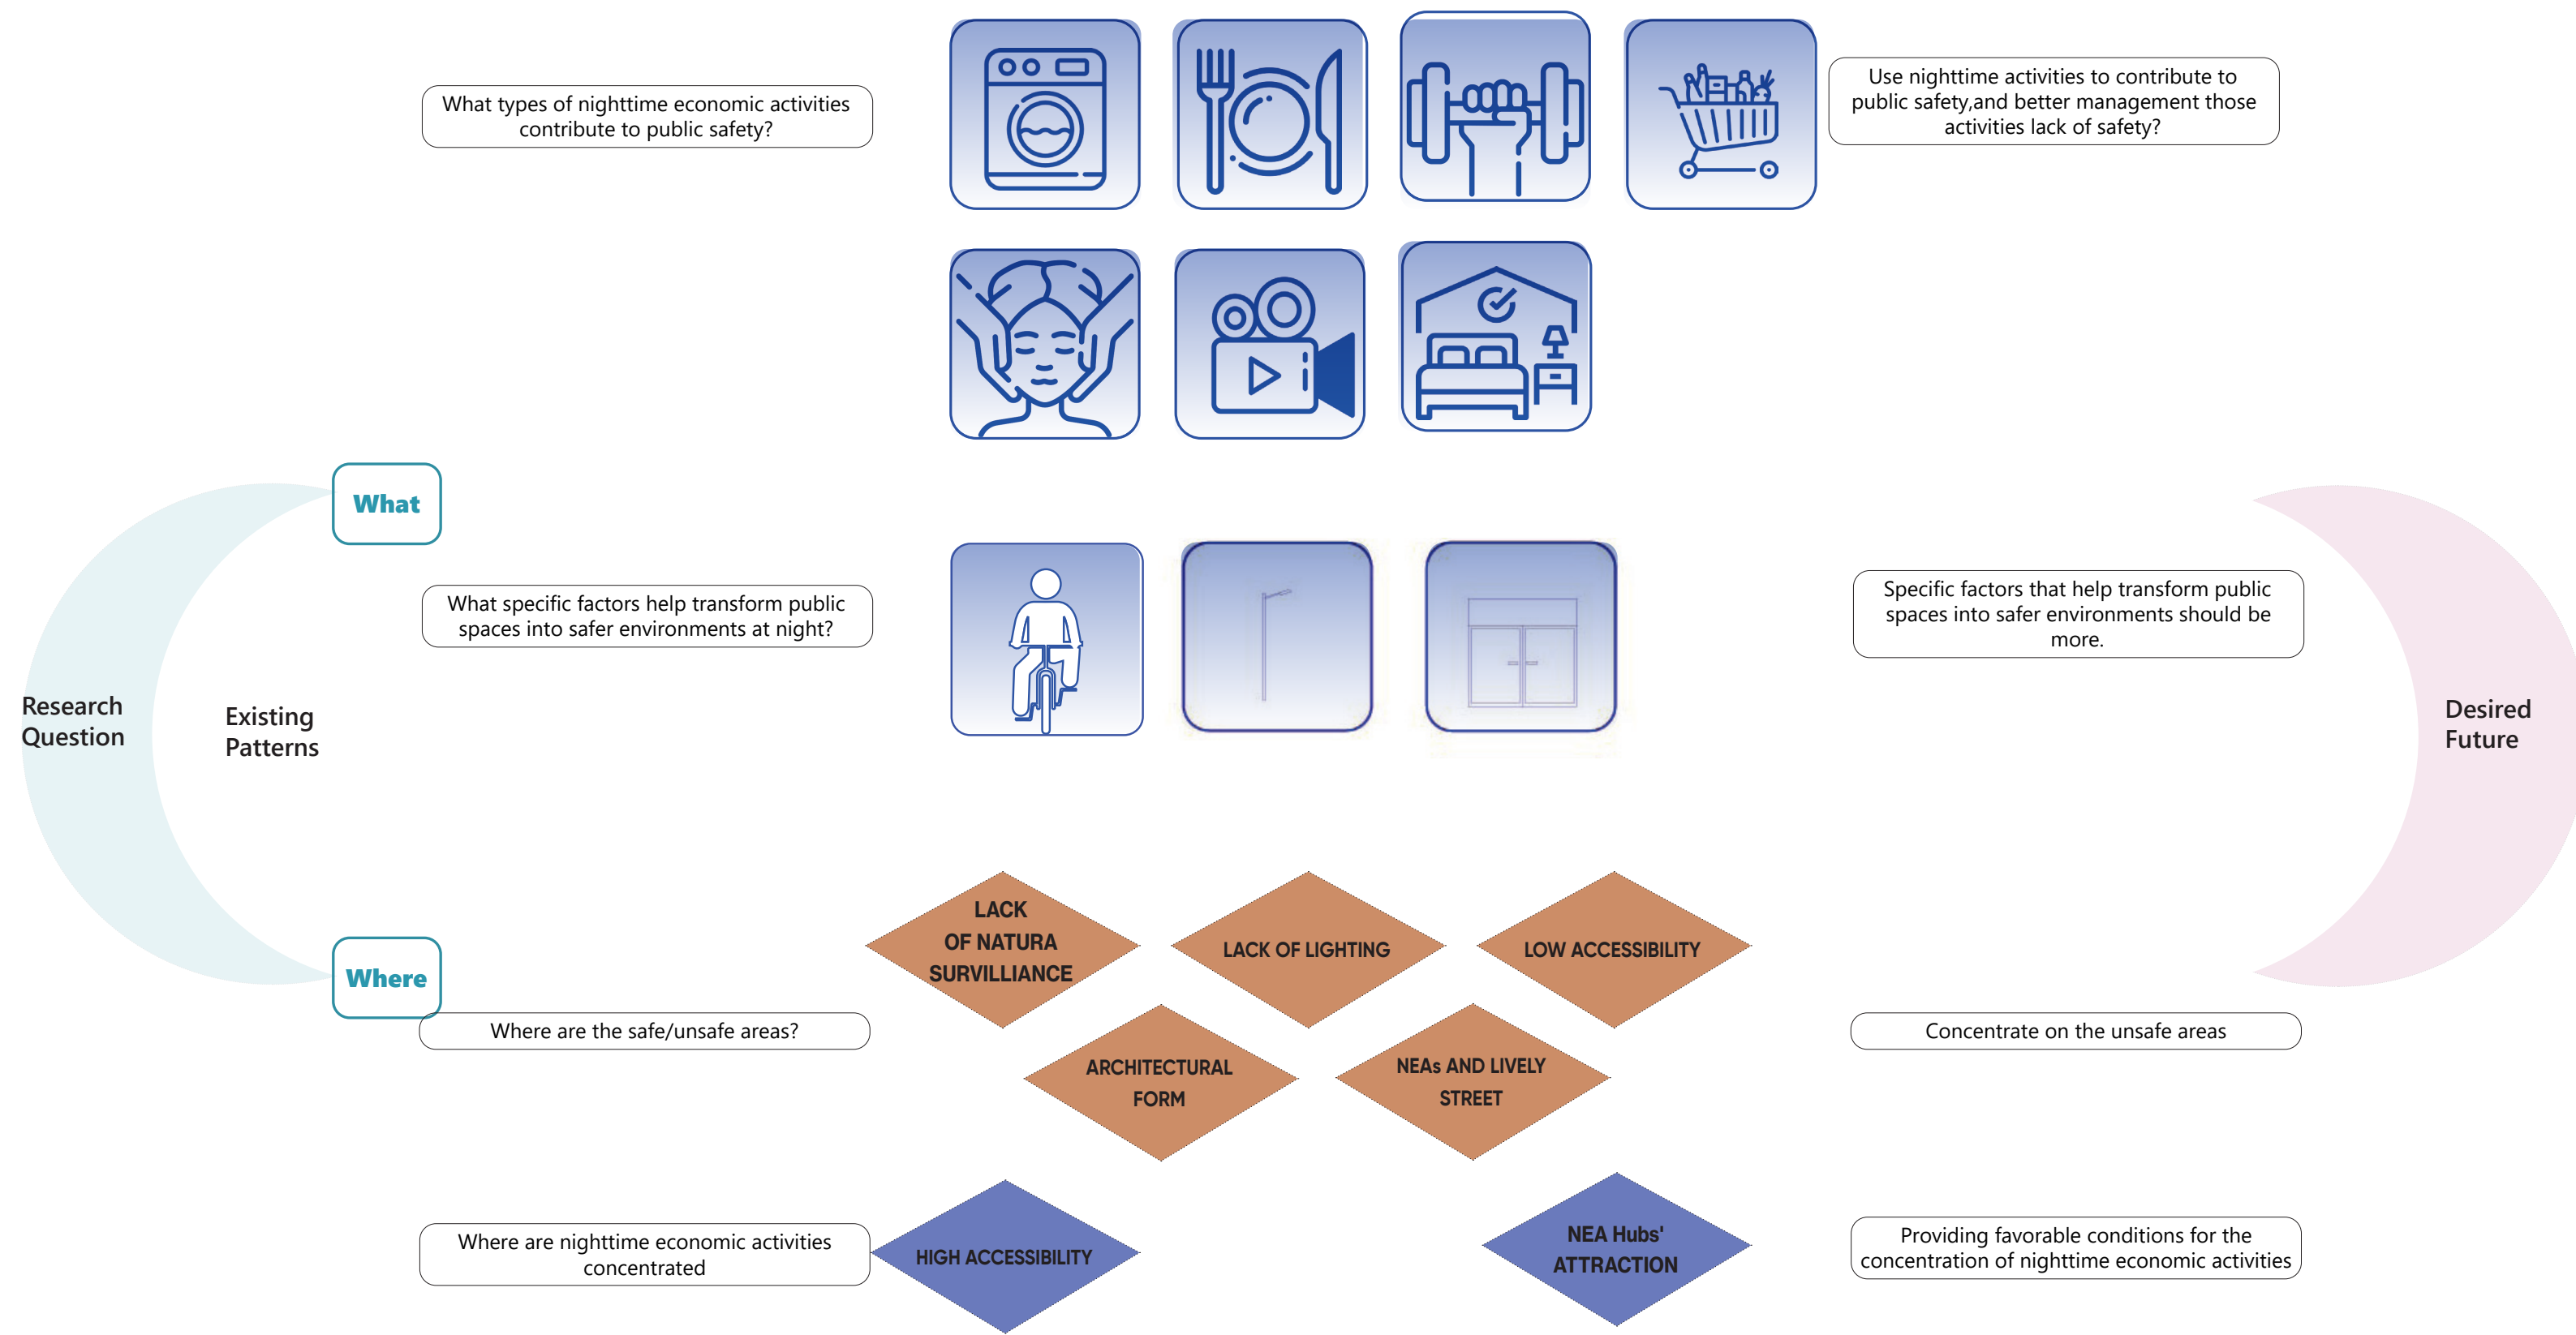 What types of nighttime economic activities
contribute to public safety?
Use nighttime activities to contribute to
public safety,and better management those
activities lack of safety?
What
What specific factors help transform public
spaces into safer environments at night?
Specific factors that help transform public
spaces into safer environments should be
more.
Research
Question
Existing
Patterns
Desired
Future
LACK
OF NATURA
SURVILLIANCE
LACK OF LIGHTING
LOW ACCESSIBILITY
Where
Where are the safe/unsafe areas?
Concentrate on the unsafe areas
ARCHITECTURAL
FORM
NEAs AND LIVELY
STREET
Where are nighttime economic activities
concentrated
HIGH ACCESSIBILITY
NEA Hubs'
ATTRACTION
Providing favorable conditions for the
concentration of nighttime economic activities